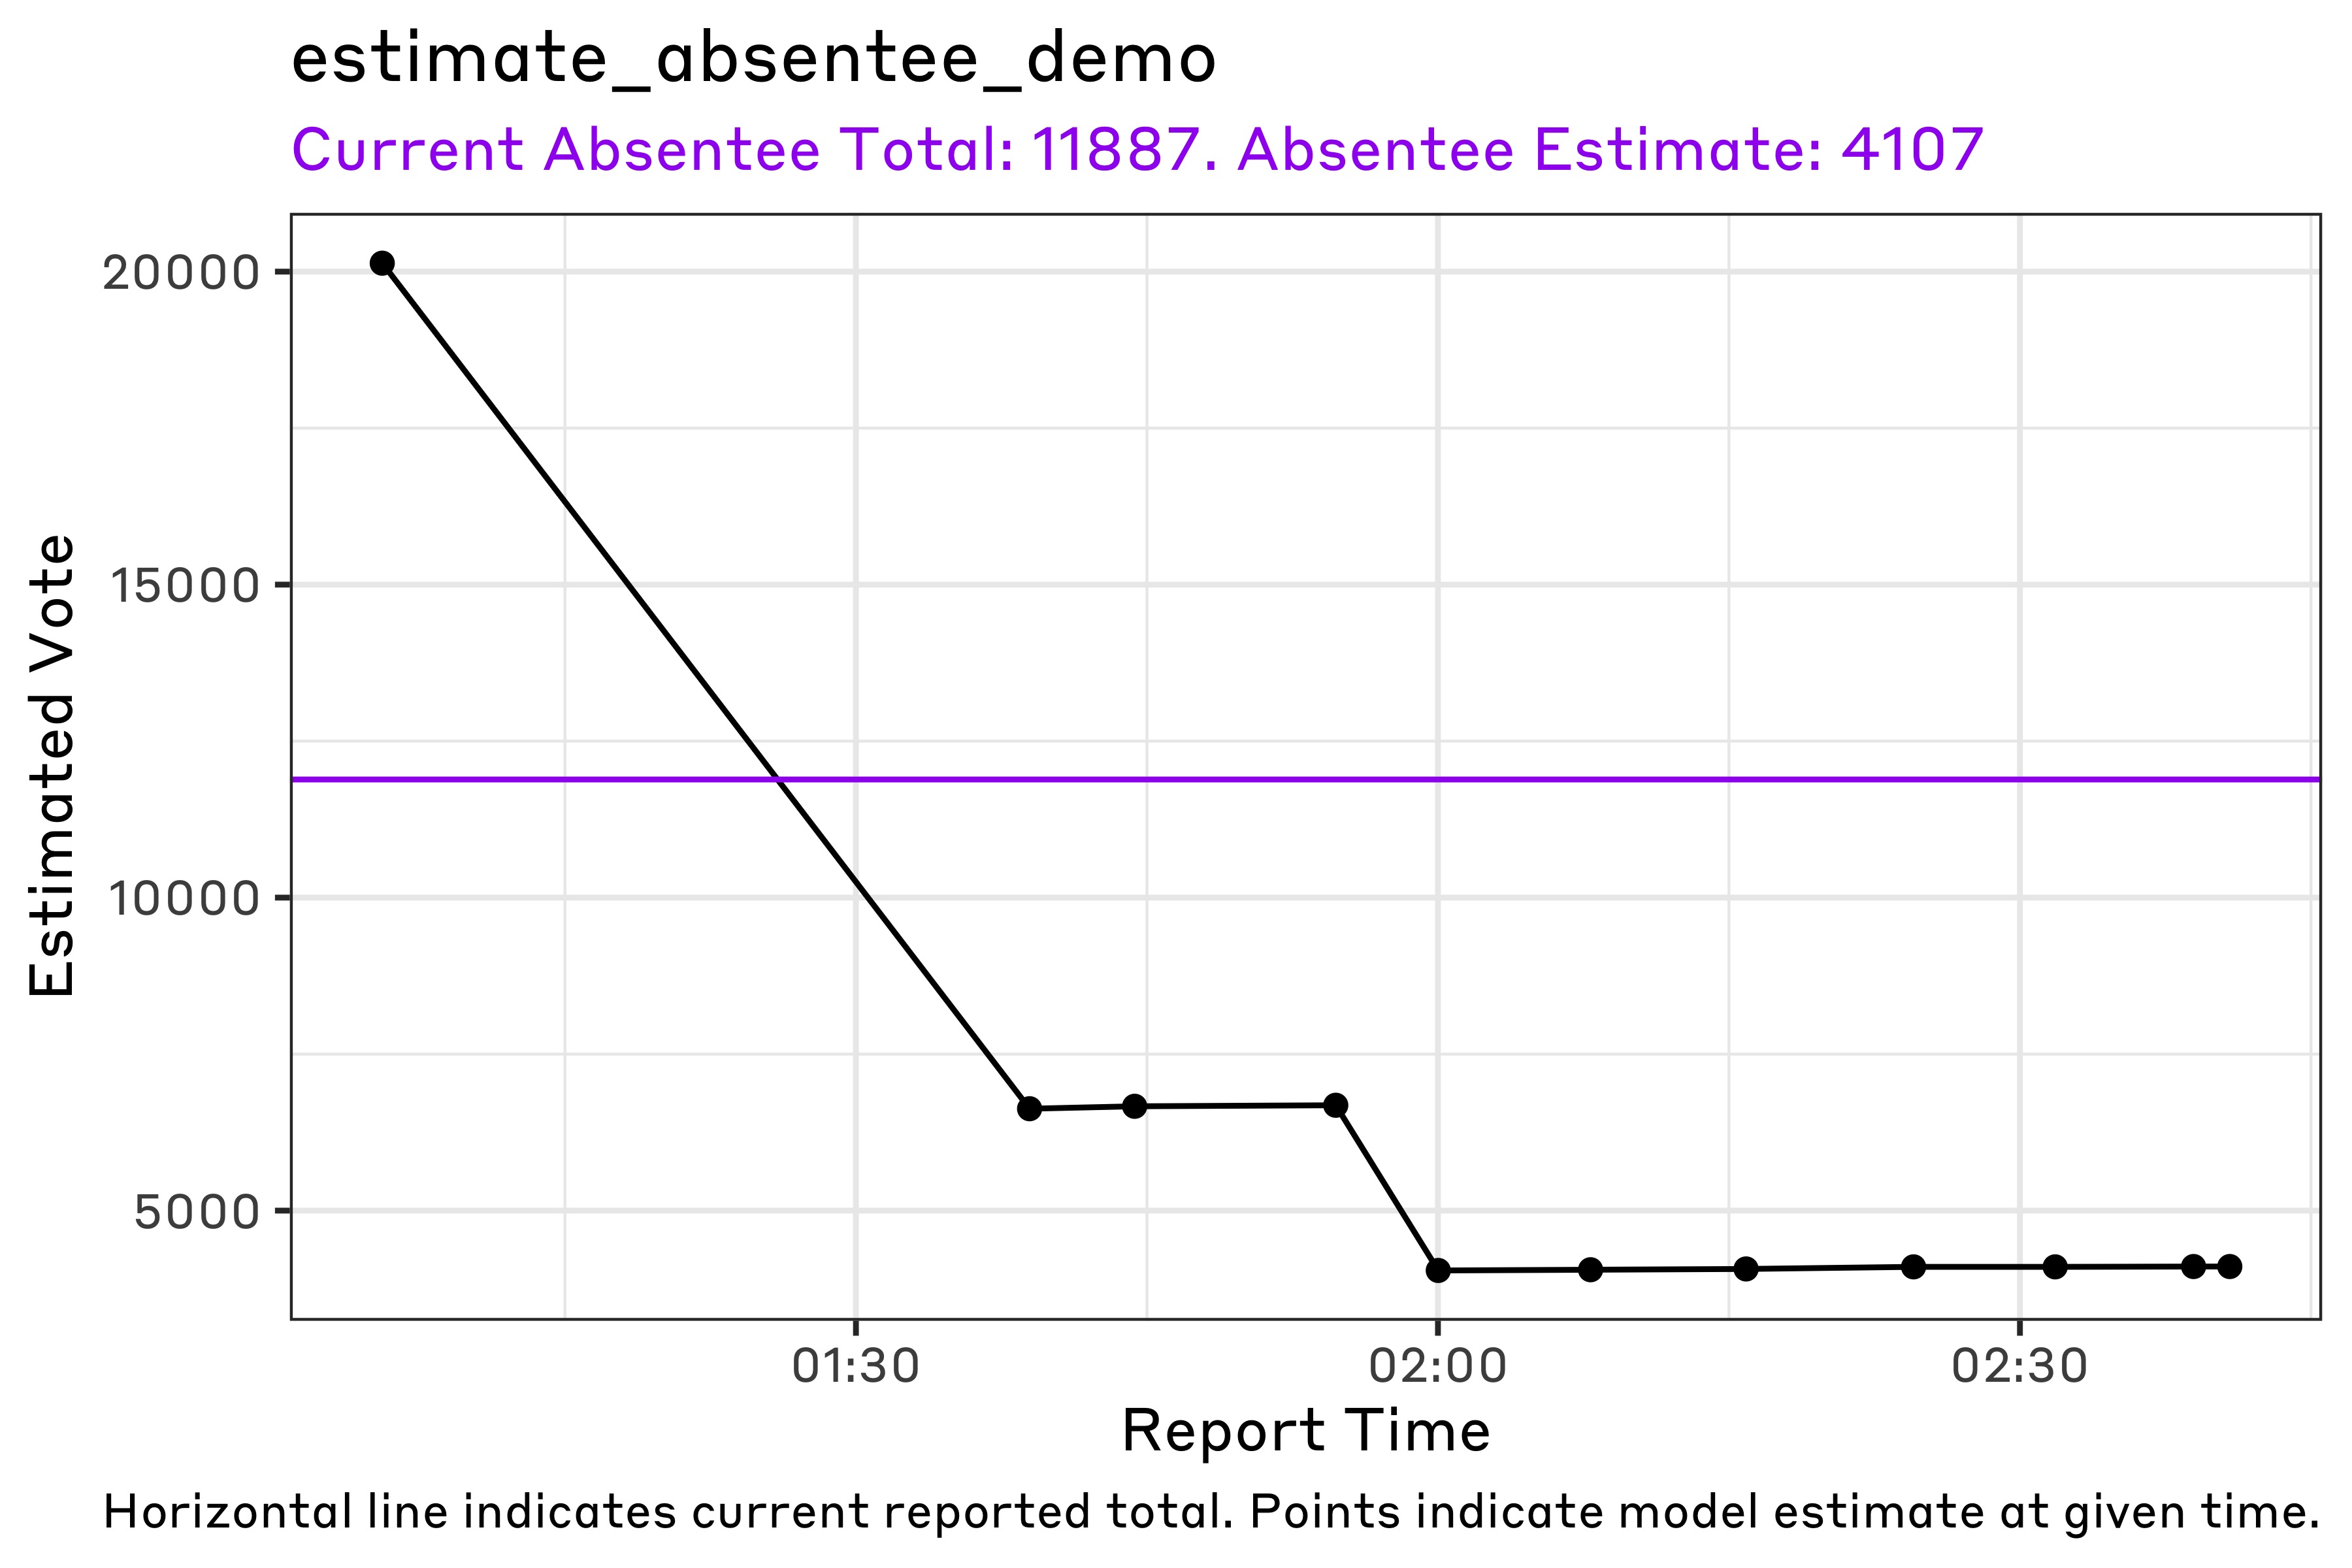 estimate_absentee_demo
Current Absentee Total: 11887. Absentee Estimate: 4107
Estimated Vote
20000
15000
10000
5000
01:30
02:00
02:30
Report Time
Horizontal line indicates current reported total. Points indicate model estimate at given time.